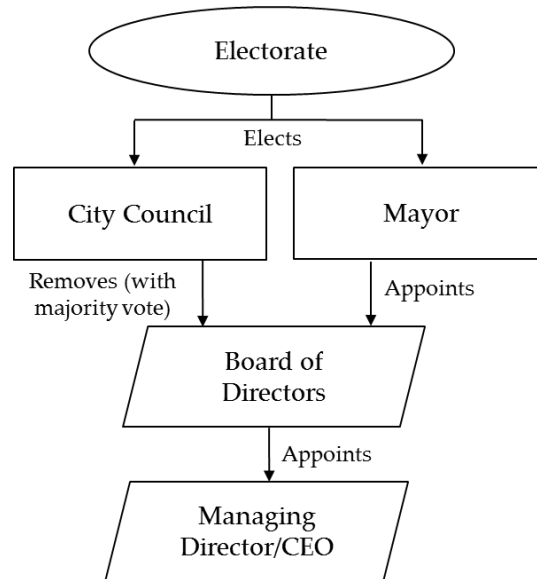 Electorate
Elects
City Council
Mayor
Removes (with
majority vote)
Appoints
Board of
Directors
Appoints
Managing
Director/CEO